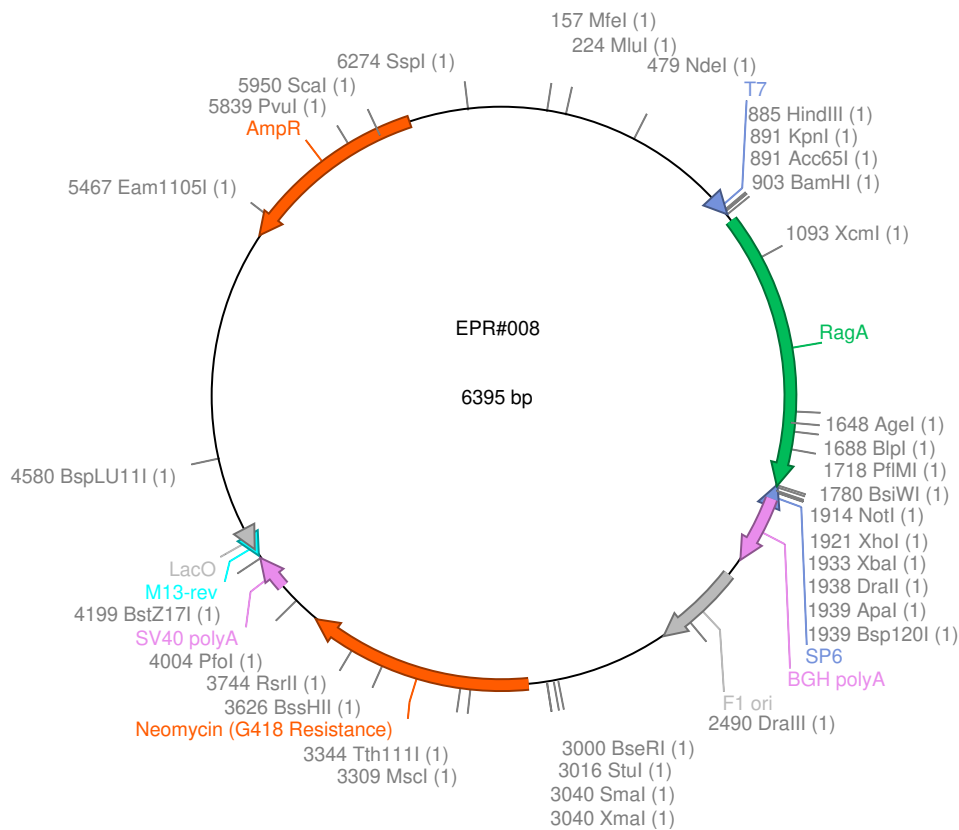 157 MfeI (1)
224 MluI (1)
479 NdeI (1)
T7
885 HindIII (1)
891 KpnI (1)
891 Acc65I (1)
903 BamHI (1)
1093 XcmI (1)
RagA
1648 AgeI (1)
1688 BlpI (1)
1718 PflMI (1)
1780 BsiWI (1)
1914 NotI (1)
1921 XhoI (1)
1933 XbaI (1)
1938 DraII (1)
1939 ApaI (1)
1939 Bsp120I (1)
SP6
BGH polyA
F1 ori
2490 DraIII (1)
3000 BseRI (1)
3016 StuI (1)
3040 SmaI (1)
3040 XmaI (1)
3309 MscI (1)
3344 Tth111I (1)
Neomycin (G418 Resistance)
3626 BssHII (1)
3744 RsrII (1)
4004 PfoI (1)
SV40 polyA
4199 BstZ17I (1)
M13-rev
LacO
4580 BspLU11I (1)
5467 Eam1105I (1)
AmpR
5839 PvuI (1)
5950 ScaI (1)
6274 SspI (1)
EPR#008
6395 bp